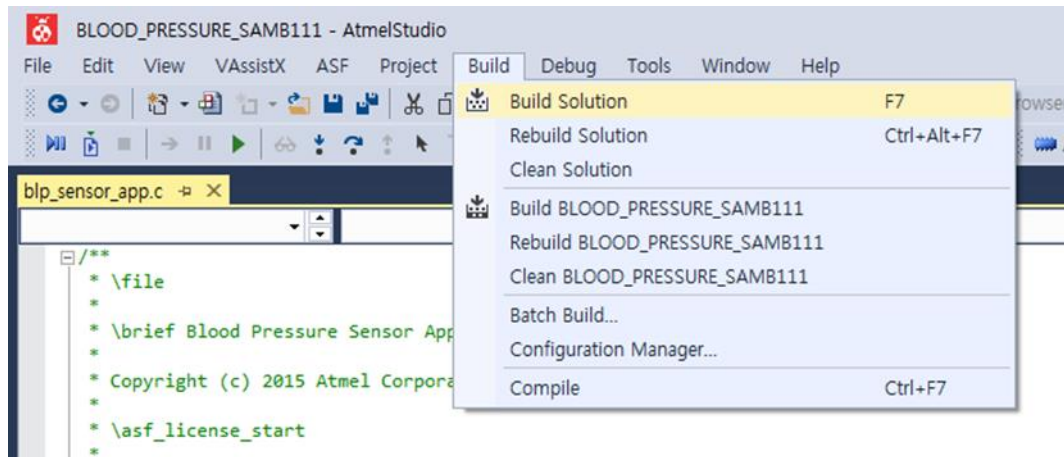 BLOOD_PRESSURE_SAMB111 - AtmelStudio
File Edit View VAssistX ASF Project Build Debug Tools Window Help
Build Solution F7
Rebuild Solution Ctrl+Alt+F7
Clean Solution
Build BLOOD_PRESSURE_SAMB111
Rebuild BLOOD_PRESSURE_SAMB111
Clean BLOOD_PRESSURE_SAMB111
Batch Build...
Configuration Manager...
Compile Ctrl+F7
blp_sensor_app.c
/**
* \file
*
* \brief Blood Pressure Sensor App
*
* Copyright (c) 2015 Atmel Corpora
*
* \asf_license_start
*